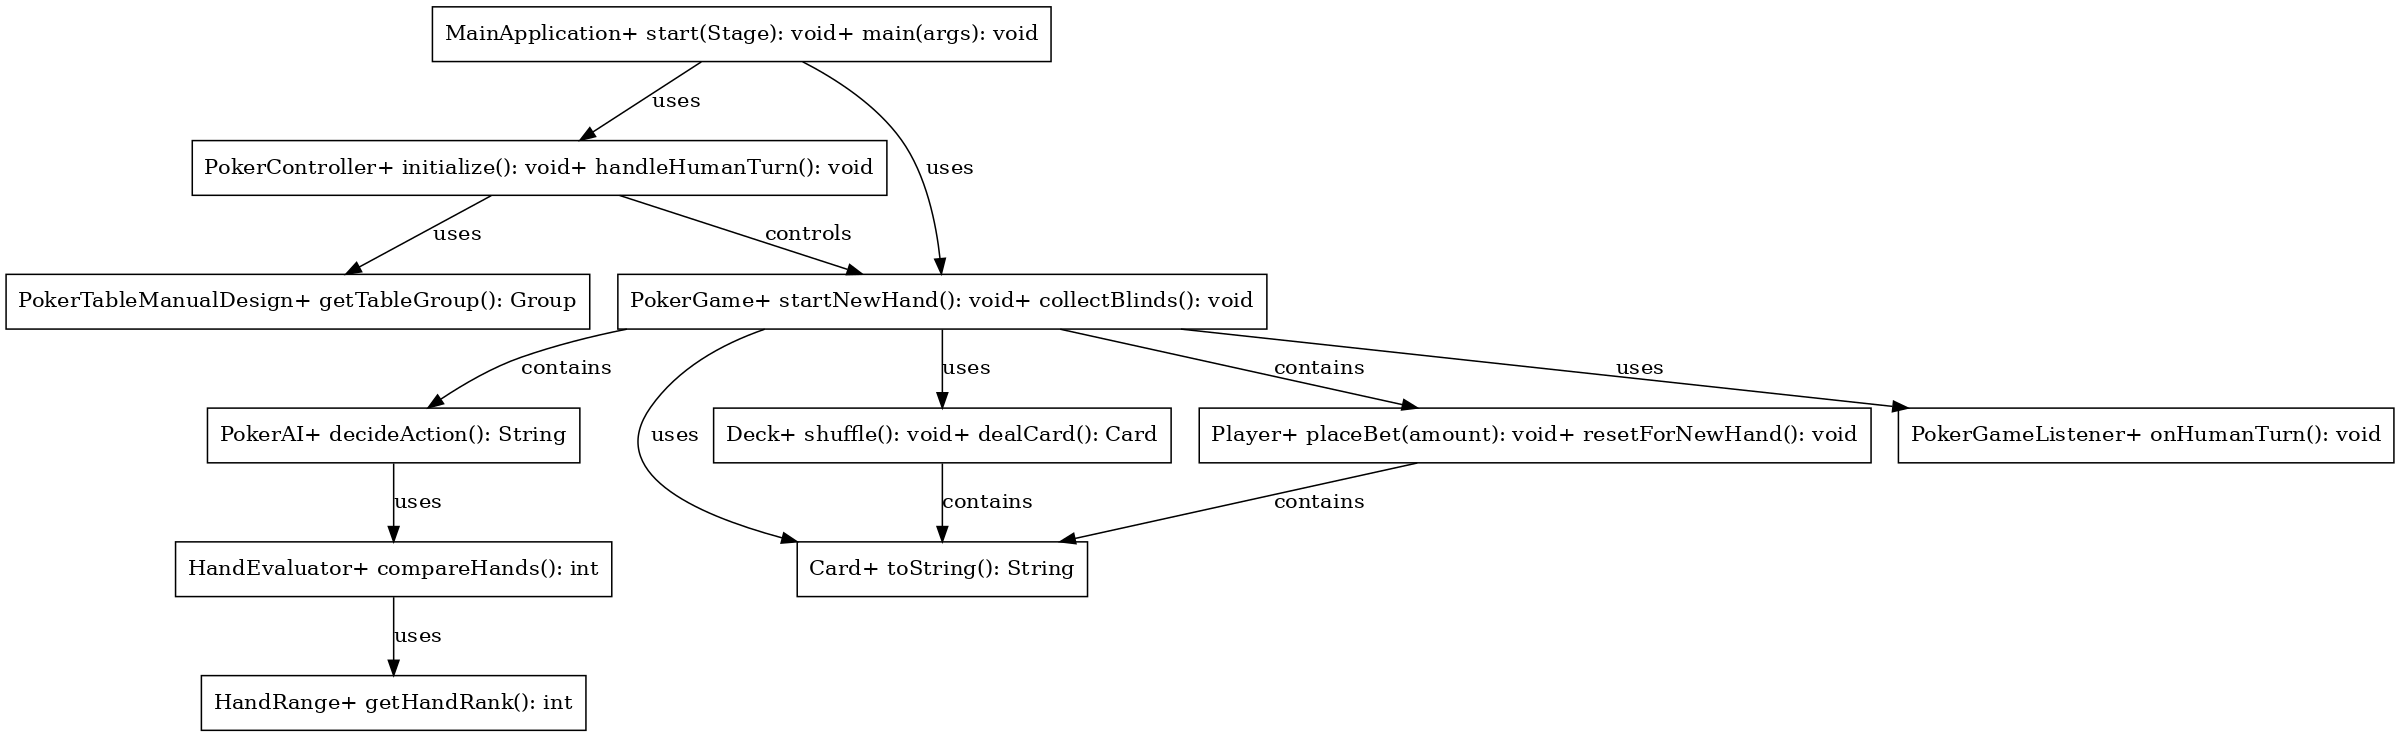 MainApplication+ start(Stage): void+ main(args): void
uses
PokerController+ initialize(): void+ handleHumanTurn(): void
uses
uses
controls
PokerTableManualDesign+ getTableGroup(): Group
PokerGame+ startNewHand(): void+ collectBlinds(): void
contains
uses
contains
uses
PokerAI+ decideAction(): String
uses
Deck+ shuffle(): void+ dealCard(): Card
Player+ placeBet(amount): void+ resetForNewHand(): void
PokerGameListener+ onHumanTurn(): void
uses
contains
contains
HandEvaluator+ compareHands(): int
Card+ toString(): String
uses
HandRange+ getHandRank(): int